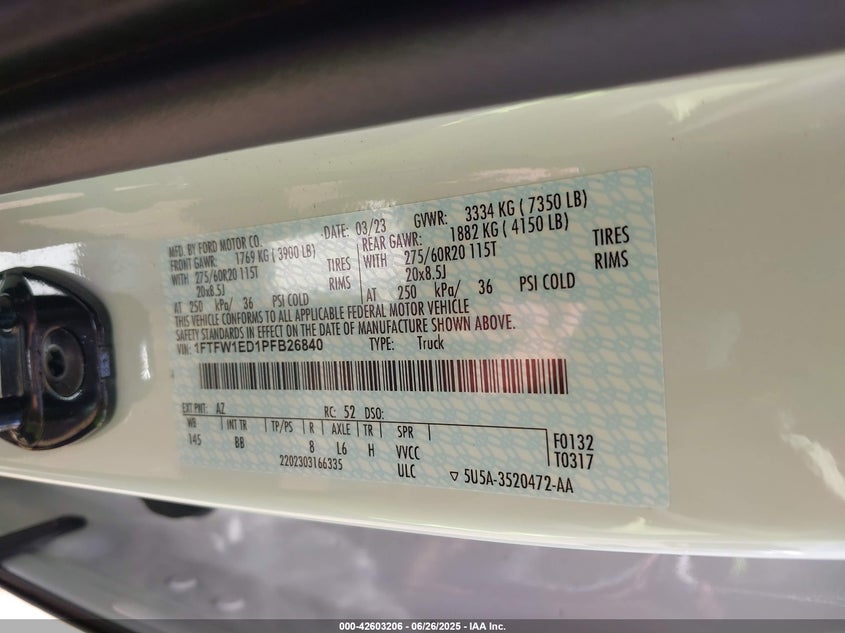 MFD. BY FORD MOTOR CO. DATE: 03/23 GVWR: 3334 KG ( 7350 LB)
FRONT GAWR: 1769 KG ( 3900 LB) REAR GAWR: 1882 KG ( 4150 LB)
WITH 275/60R20 115T TIRES WITH 275/60R20 115T TIRES
20x8.5J RIMS 20x8.5J RIMS
AT 250 kPa/ 36 PSI COLD AT 250 kPa/ 36 PSI COLD
THIS VEHICLE CONFORMS TO ALL APPLICABLE FEDERAL MOTOR VEHICLE
SAFETY STANDARDS IN EFFECT ON THE DATE OF MANUFACTURE SHOWN ABOVE.
VIN: 1FTFW1ED1PFB26840 TYPE: Truck
EXT PNT: AZ RC: 52 DSO:
WB INT TR TP/PS R AXLE TR SPR F0132
145 BB 8 L6 H VVCC T0317
2202303166335 ULC ▽ 5U5A-3520472-AA
000-42603206 - 06/26/2025 - IAA Inc.